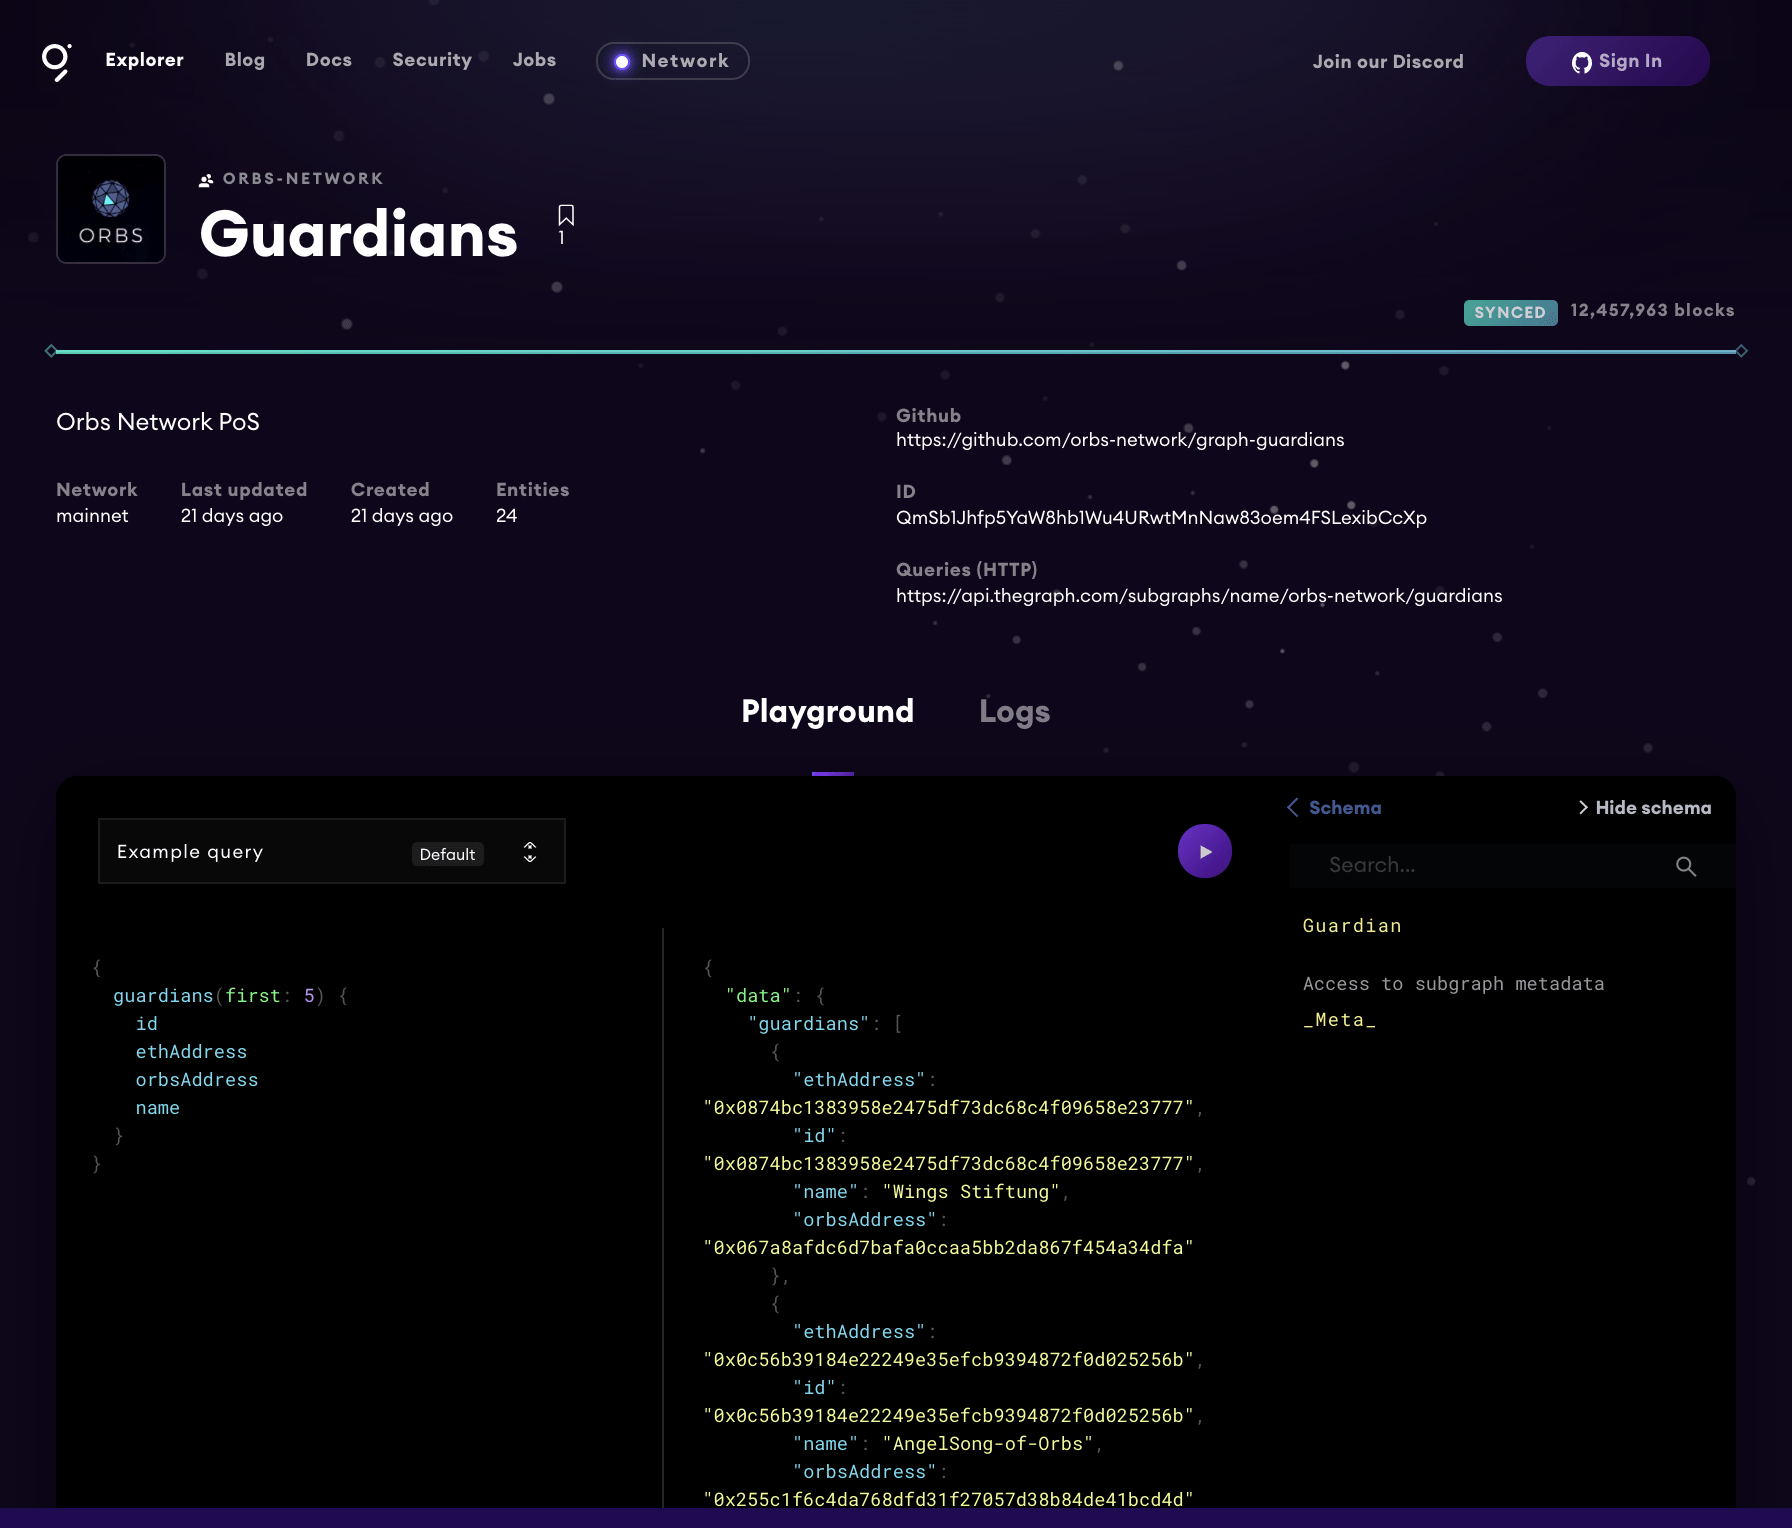 Explorer Blog Docs Security Jobs Network Join our Discord Sign In
ORBS
ORBS-NETWORK
Guardians
1
SYNCED 12,457,963 blocks
Orbs Network PoS
Network Last updated Created Entities
mainnet 21 days ago 21 days ago 24
Github
https://github.com/orbs-network/graph-guardians
ID
QmSb1Jhfp5YaW8hb1Wu4URwtMnNaw83oem4FSLexibCcXp
Queries (HTTP)
https://api.thegraph.com/subgraphs/name/orbs-network/guardians
Playground Logs
Example query Default
{
guardians(first: 5) {
id
ethAddress
orbsAddress
name
}
}
{
"data": {
"guardians": [
{
"ethAddress":
"0x0874bc1383958e2475df73dc68c4f09658e23777",
"id":
"0x0874bc1383958e2475df73dc68c4f09658e23777",
"name": "Wings Stiftung",
"orbsAddress":
"0x067a8afdc6d7bafa0ccaa5bb2da867f454a34dfa"
},
{
"ethAddress":
"0x0c56b39184e22249e35efcb9394872f0d025256b",
"id":
"0x0c56b39184e22249e35efcb9394872f0d025256b",
"name": "AngelSong-of-Orbs",
"orbsAddress":
"0x255c1f6c4da768dfd31f27057d38b84de41bcd4d"
Schema Hide schema
Search...
Guardian
Access to subgraph metadata
_Meta_